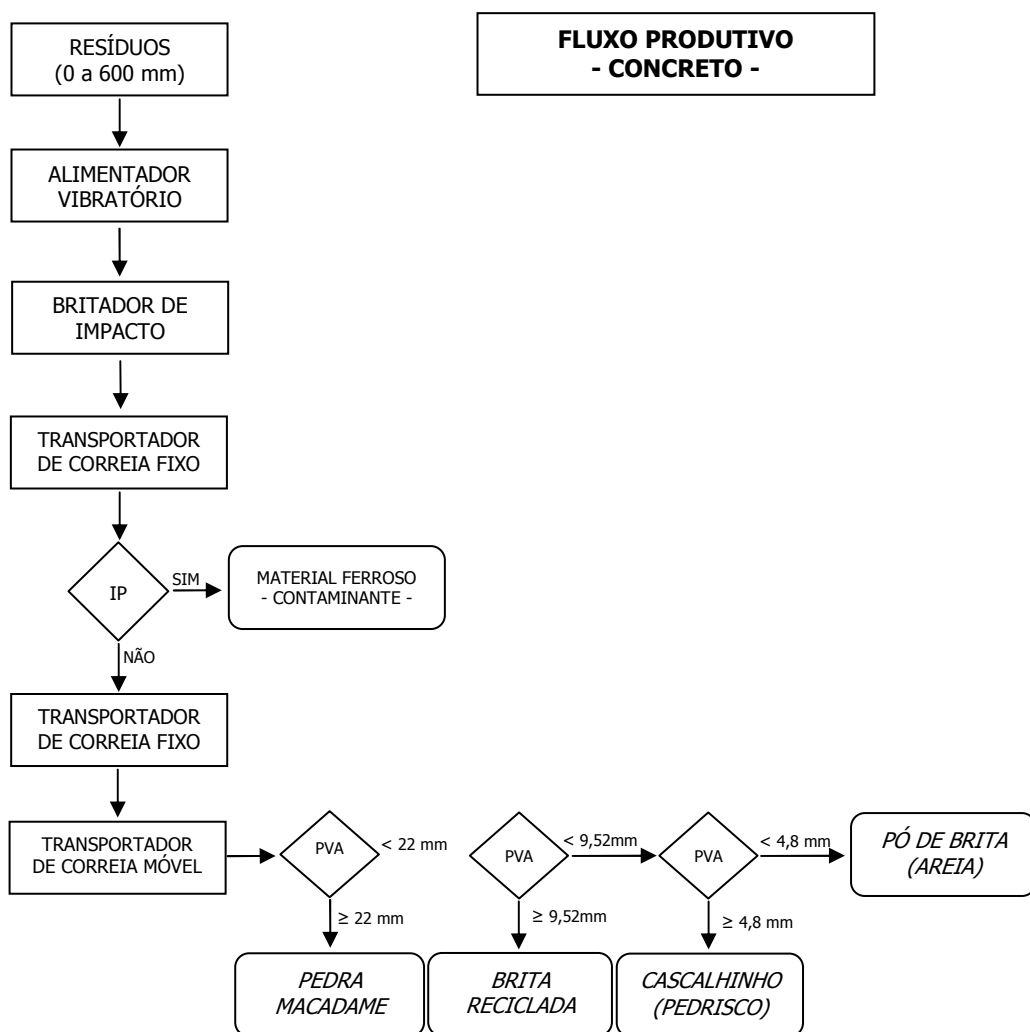 FLUXO PRODUTIVO
- CONCRETO -
RESÍDUOS
(0 a 600 mm)
ALIMENTADOR
VIBRATÓRIO
BRITADOR DE
IMPACTO
TRANSPORTADOR
DE CORREIA FIXO
IP
SIM
MATERIAL FERROSO
- CONTAMINANTE -
NÃO
TRANSPORTADOR
DE CORREIA FIXO
TRANSPORTADOR
DE CORREIA MÓVEL
PVA
< 22 mm
≥ 22 mm
PEDRA
MACADAME
PVA
< 9,52mm
≥ 9,52mm
BRITA
RECICLADA
PVA
< 4,8 mm
≥ 4,8 mm
CASCALHINHO
(PEDRISCO)
PÓ DE BRITA
(AREIA)